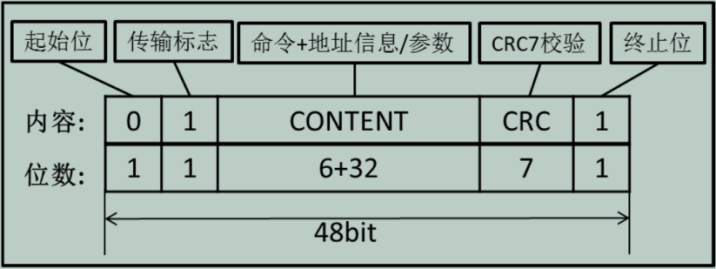 起始位 传输标志 命令+地址信息/参数 CRC7校验 终止位
内容: 0 1 CONTENT CRC 1
位数: 1 1 6+32 7 1
48bit